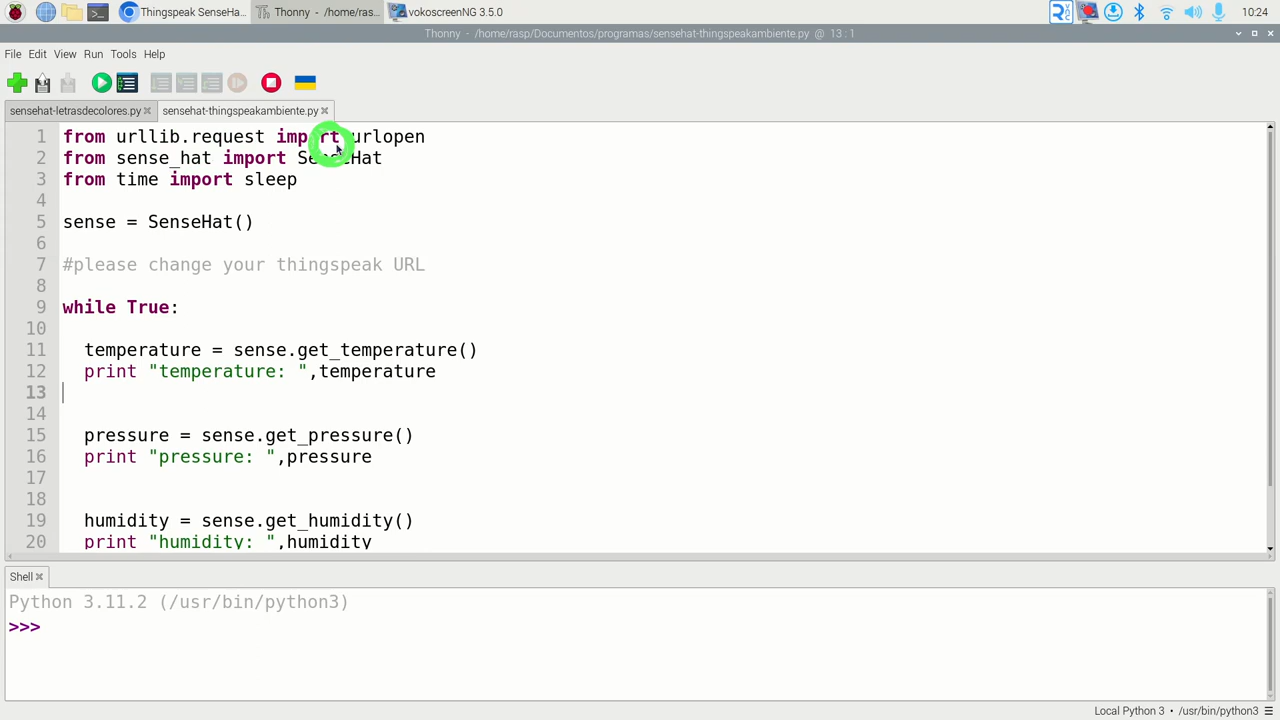 Thingspeak SenseHa...
Thonny - /home/ras...
vokoscreenNG 3.5.0
10:24
Thonny - /home/rasp/Documentos/programas/sensehat-thingspeakambiente.py @ 13 : 1
File Edit View Run Tools Help
sensehat-letrasdecolores.py
sensehat-thingspeakambiente.py
1 from urllib.request import urlopen
2 from sense_hat import SenseHat
3 from time import sleep
4
5 sense = SenseHat()
6
7 #please change your thingspeak URL
8
9 while True:
10
11 temperature = sense.get_temperature()
12 print "temperature: ",temperature
13
14
15 pressure = sense.get_pressure()
16 print "pressure: ",pressure
17
18
19 humidity = sense.get_humidity()
20 print "humidity: ",humidity
Shell
Python 3.11.2 (/usr/bin/python3)
>>>
Local Python 3 • /usr/bin/python3 ☰